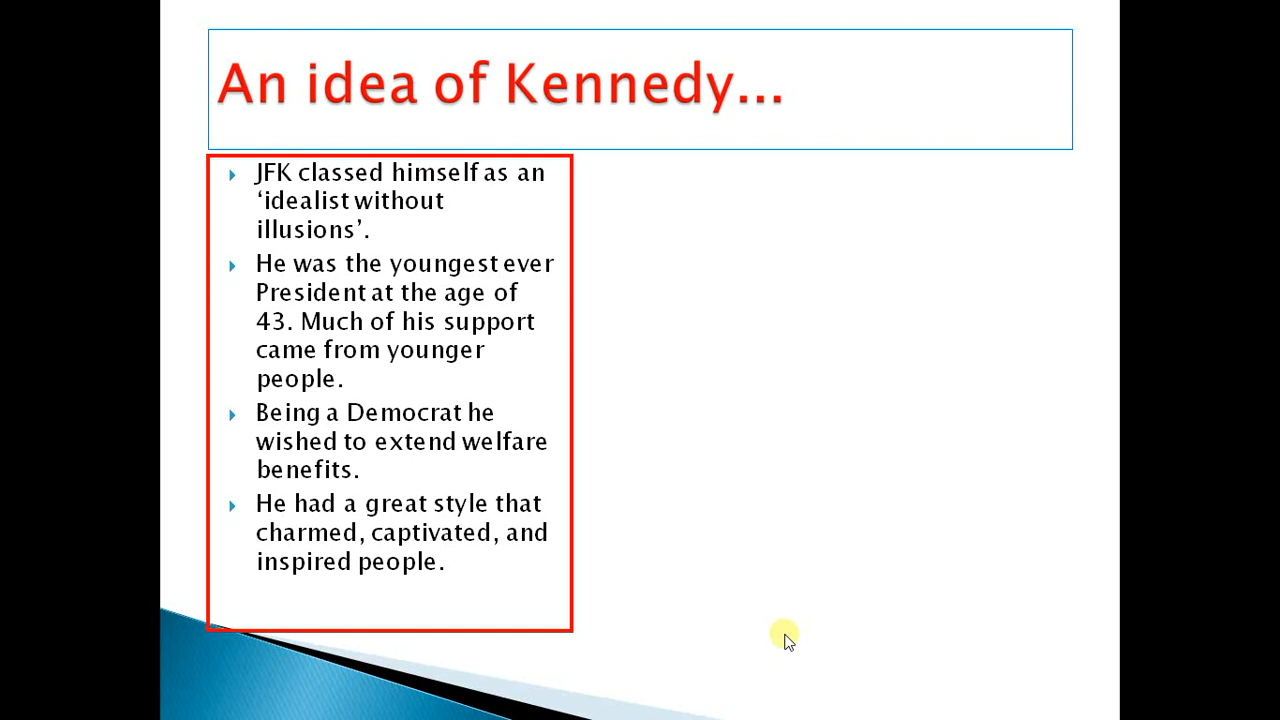 An idea of Kennedy...
JFK classed himself as an
‘idealist without
illusions’.
He was the youngest ever
President at the age of
43. Much of his support
came from younger
people.
Being a Democrat he
wished to extend welfare
benefits.
He had a great style that
charmed, captivated, and
inspired people.